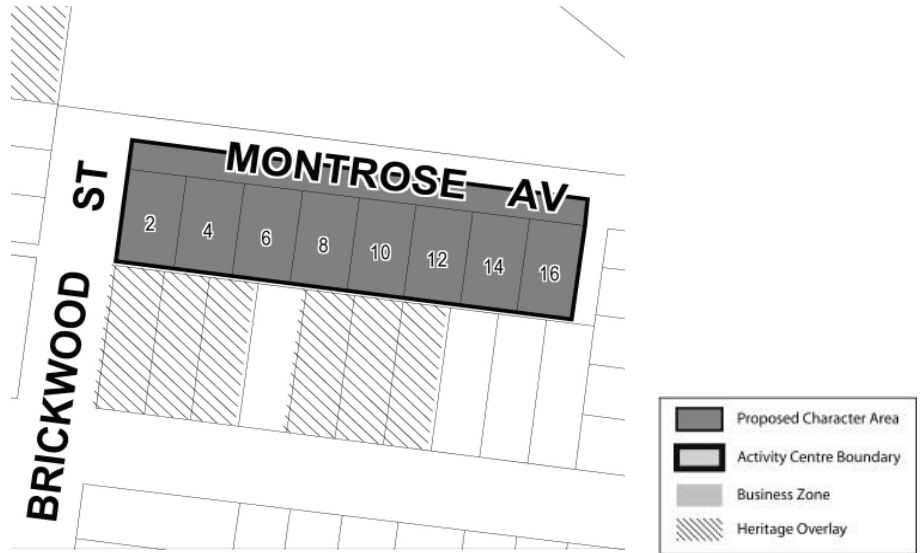 MONTROSE AV
BRICKWOOD ST
2
4
6
8
10
12
14
16
Proposed Character Area
Activity Centre Boundary
Business Zone
Heritage Overlay